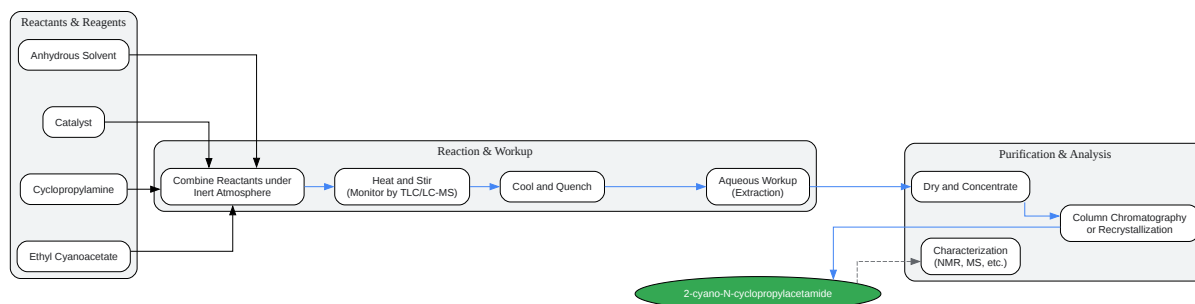 Reactants & Reagents
Anhydrous Solvent
Catalyst
Cyclopropylamine
Ethyl Cyanoacetate
Reaction & Workup
Combine Reactants under
Inert Atmosphere
Heat and Stir
(Monitor by TLC/LC-MS)
Cool and Quench
Aqueous Workup
(Extraction)
Purification & Analysis
Dry and Concentrate
Column Chromatography
or Recrystallization
Characterization
(NMR, MS, etc.)
2-cyano-N-cyclopropylacetamide